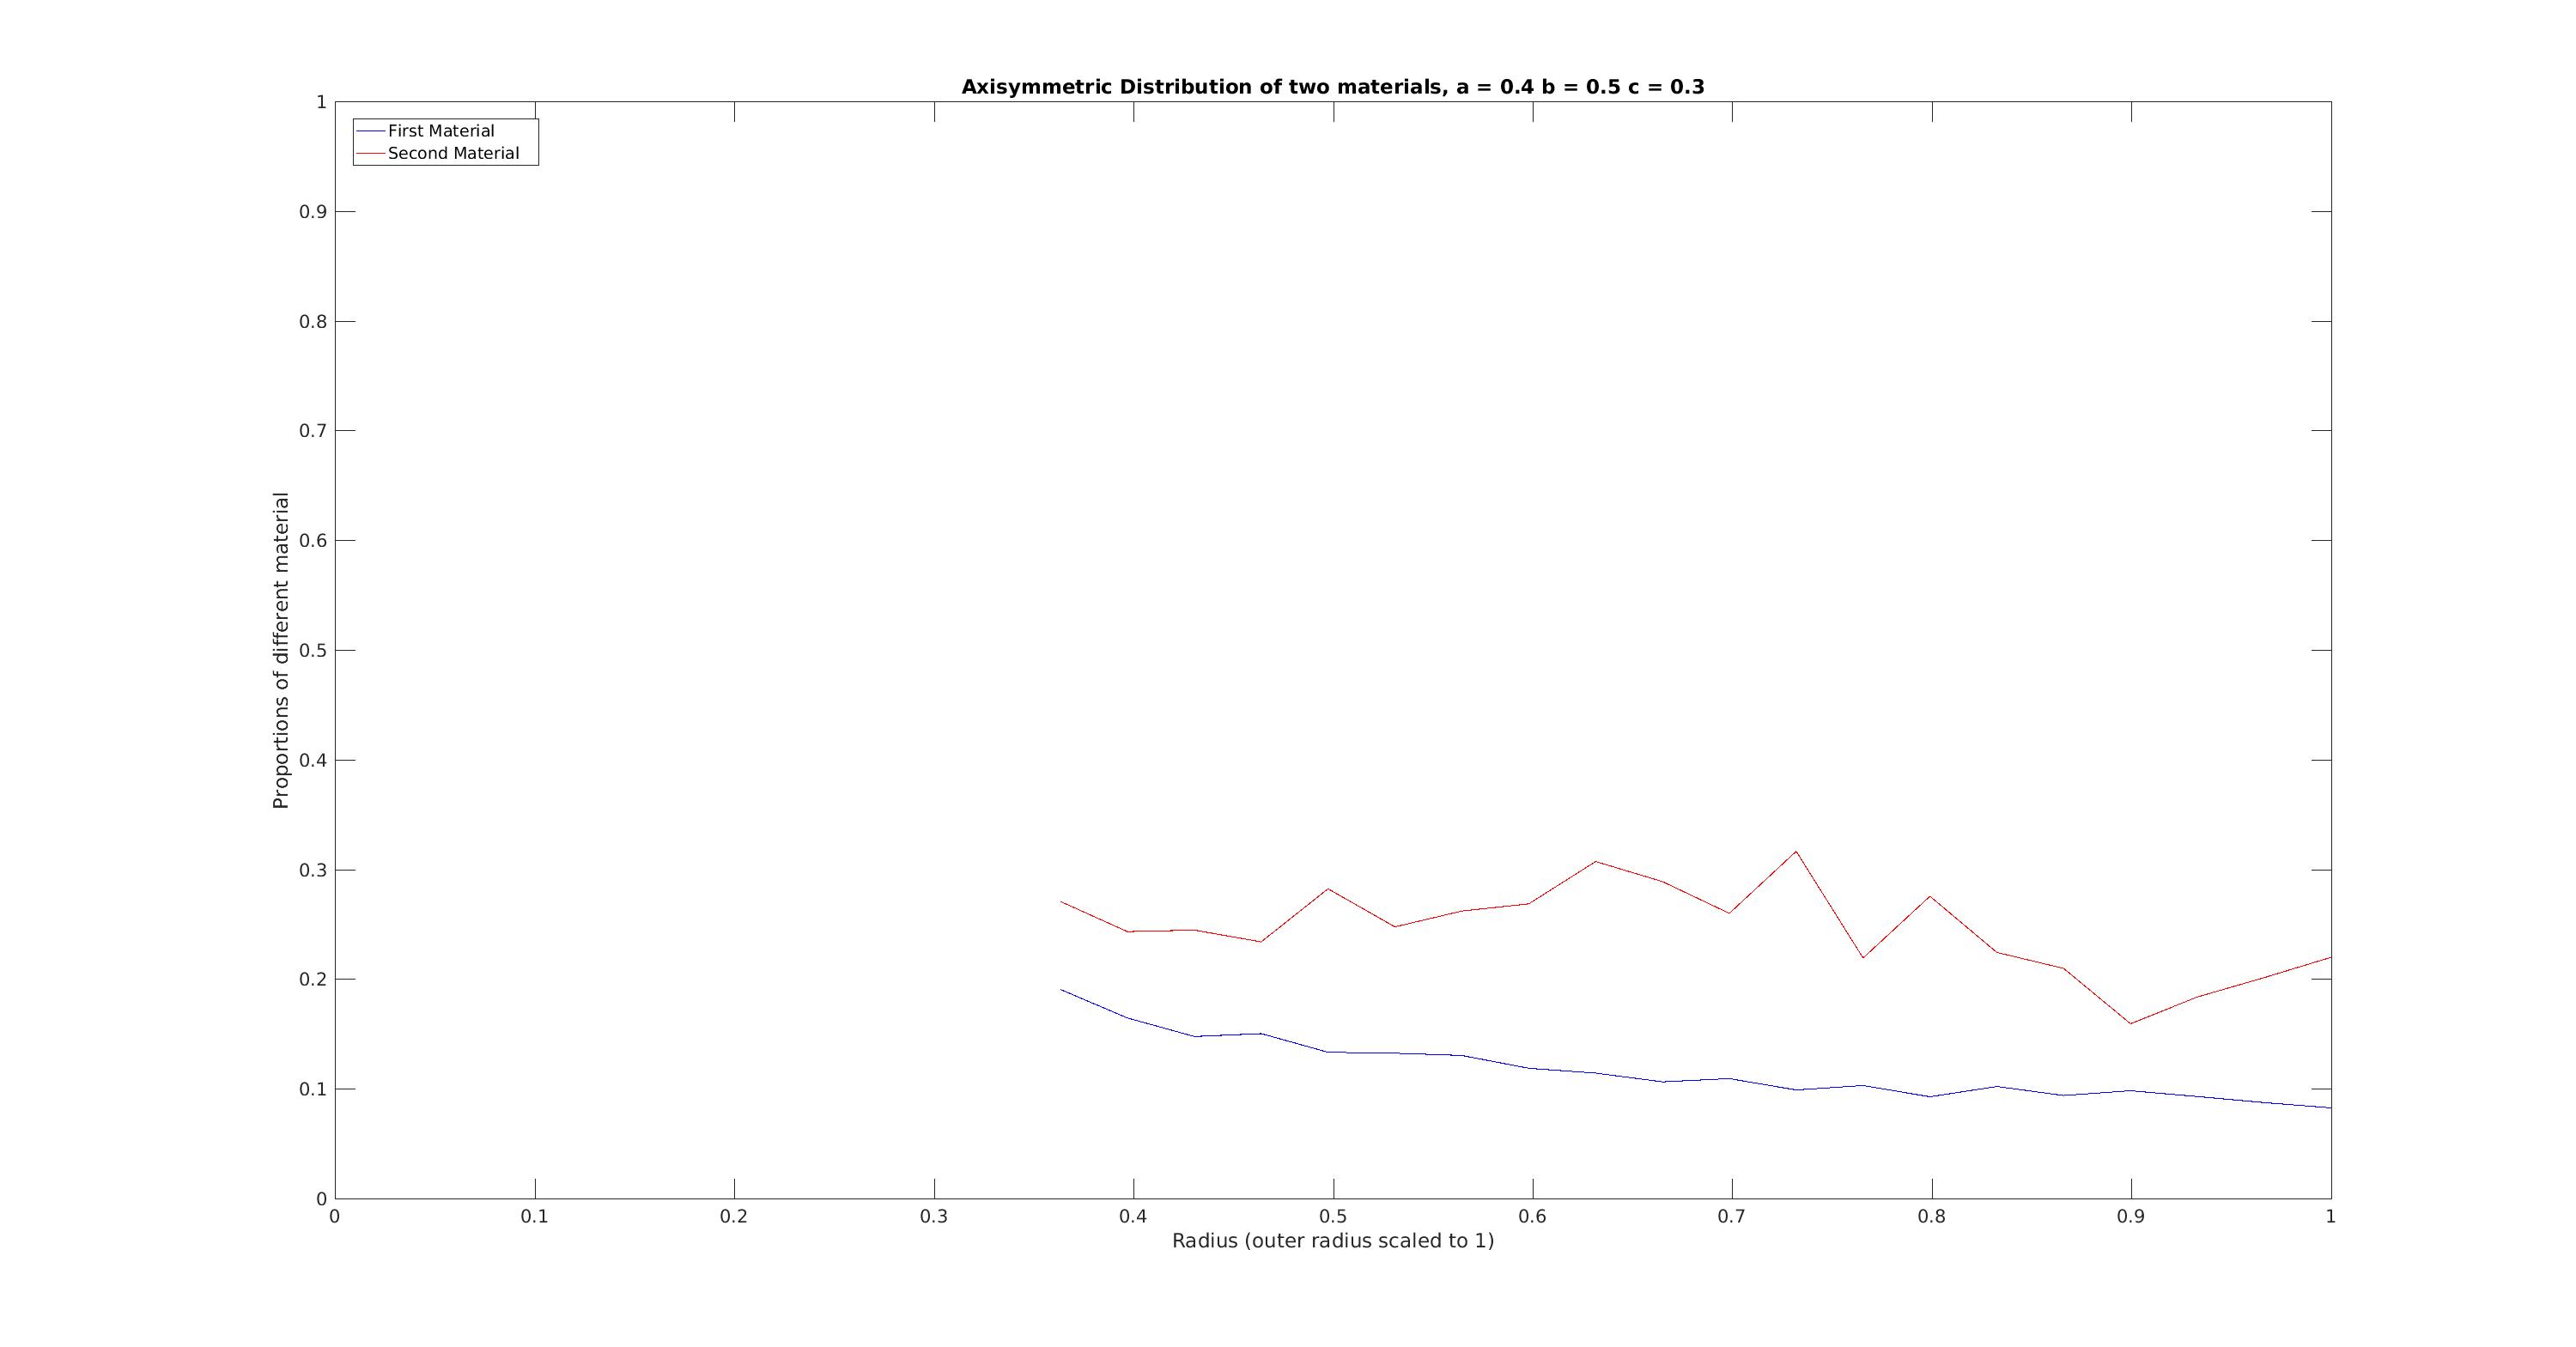 Axisymmetric Distribution of two materials, a = 0.4 b = 0.5 c = 0.3
First Material
Second Material
Proportions of different material
1
0.9
0.8
0.7
0.6
0.5
0.4
0.3
0.2
0.1
0
0 0.1 0.2 0.3 0.4 0.5 0.6 0.7 0.8 0.9 1
Radius (outer radius scaled to 1)